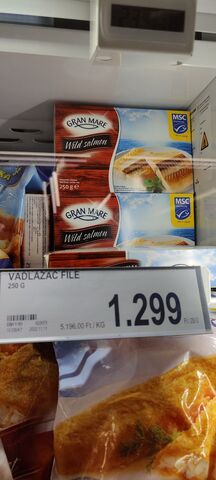 GRAN MARE
Wild salmon
250 g
MSC
GRAN MARE
Wild salmon
MSC
VADLAZAC FILE
250 G
1.299
5.196,00 Ft / KG